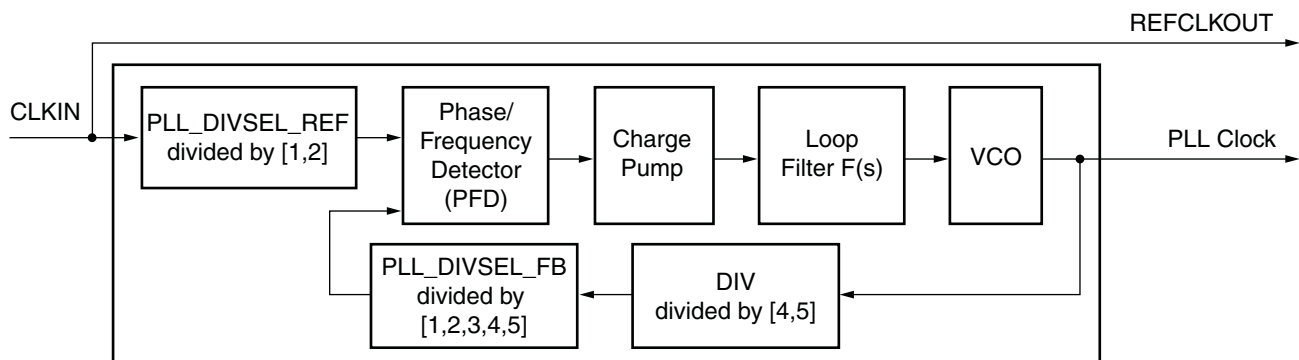 REFCLKOUT
CLKIN
PLL_DIVSEL_REF
divided by [1,2]
Phase/
Frequency
Detector
(PFD)
Charge
Pump
Loop
Filter F(s)
VCO
PLL Clock
PLL_DIVSEL_FB
divided by
[1,2,3,4,5]
DIV
divided by [4,5]